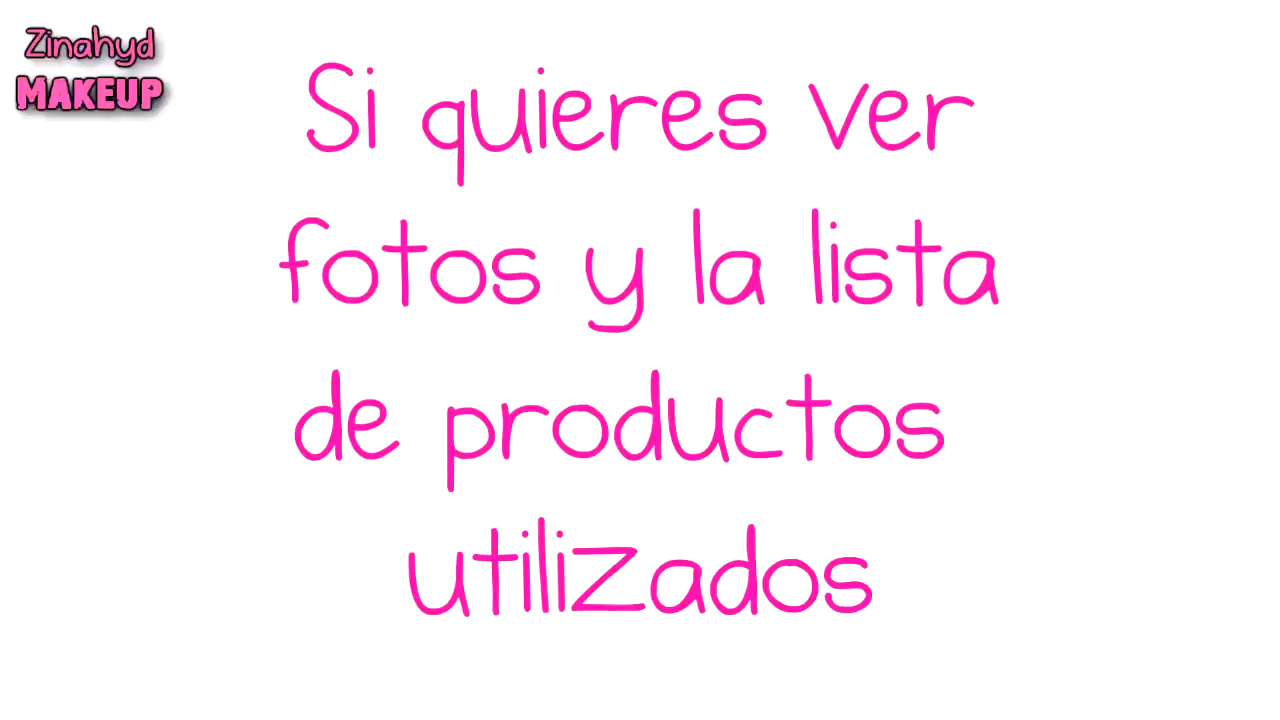 Zinahyd
MAKEUP
Si quieres ver
fotos y la lista
de productos
utilizados